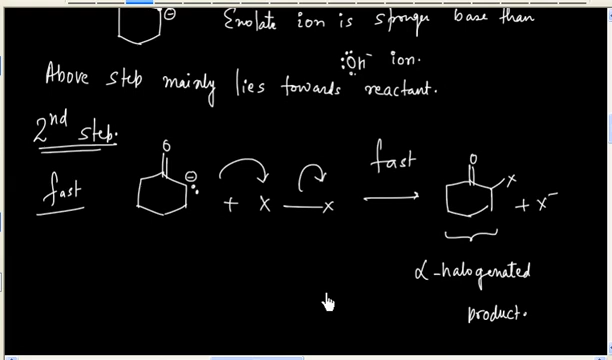 ⊖ Enolate ion is stronger base than
:ÖH⁻ ion.
Above step mainly lies towards reactant.
2nd step.
fast
O ⊖ : + X — X fast O X + X⁻
α-halogenated
product.